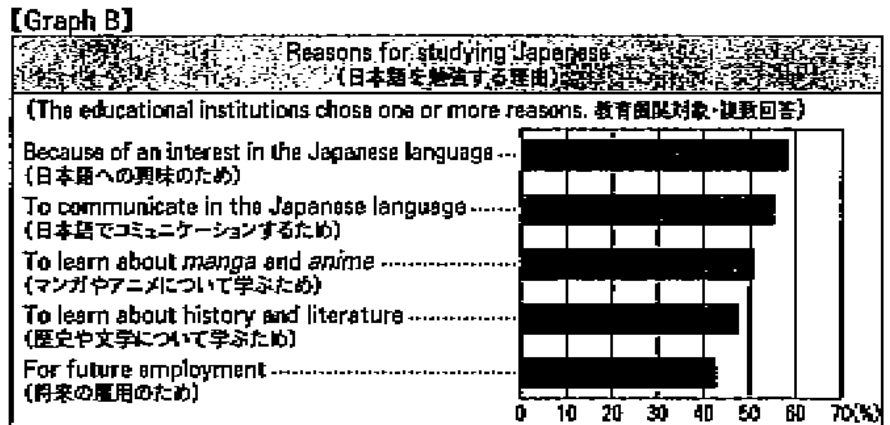 【Graph B】
Reasons for studying Japanese
(日本語を勉強する理由)
(The educational institutions chose one or more reasons. 教育機関対象・複数回答)
Because of an interest in the Japanese language
(日本語への興味のため)
To communicate in the Japanese language
(日本語でコミュニケーションするため)
To learn about manga and anime
(マンガやアニメについて学ぶため)
To learn about history and literature
(歴史や文学について学ぶため)
For future employment
(将来の雇用のため)
0 10 20 30 40 50 60 70(%)